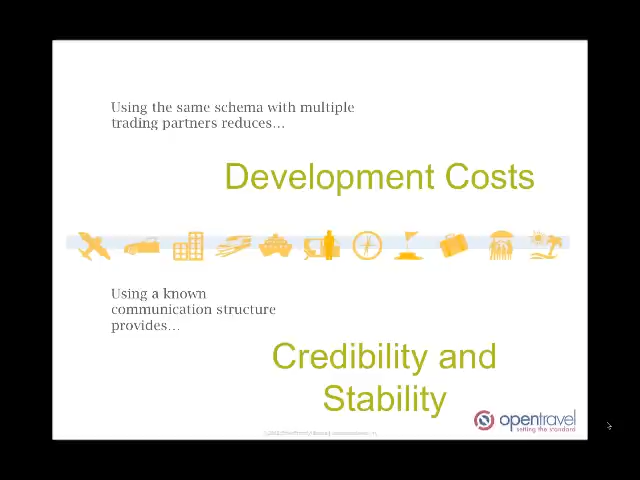 Using the same schema with multiple
trading partners reduces…
Development Costs
Using a known
communication structure
provides…
Credibility and
Stability
opentravel
setting the standard